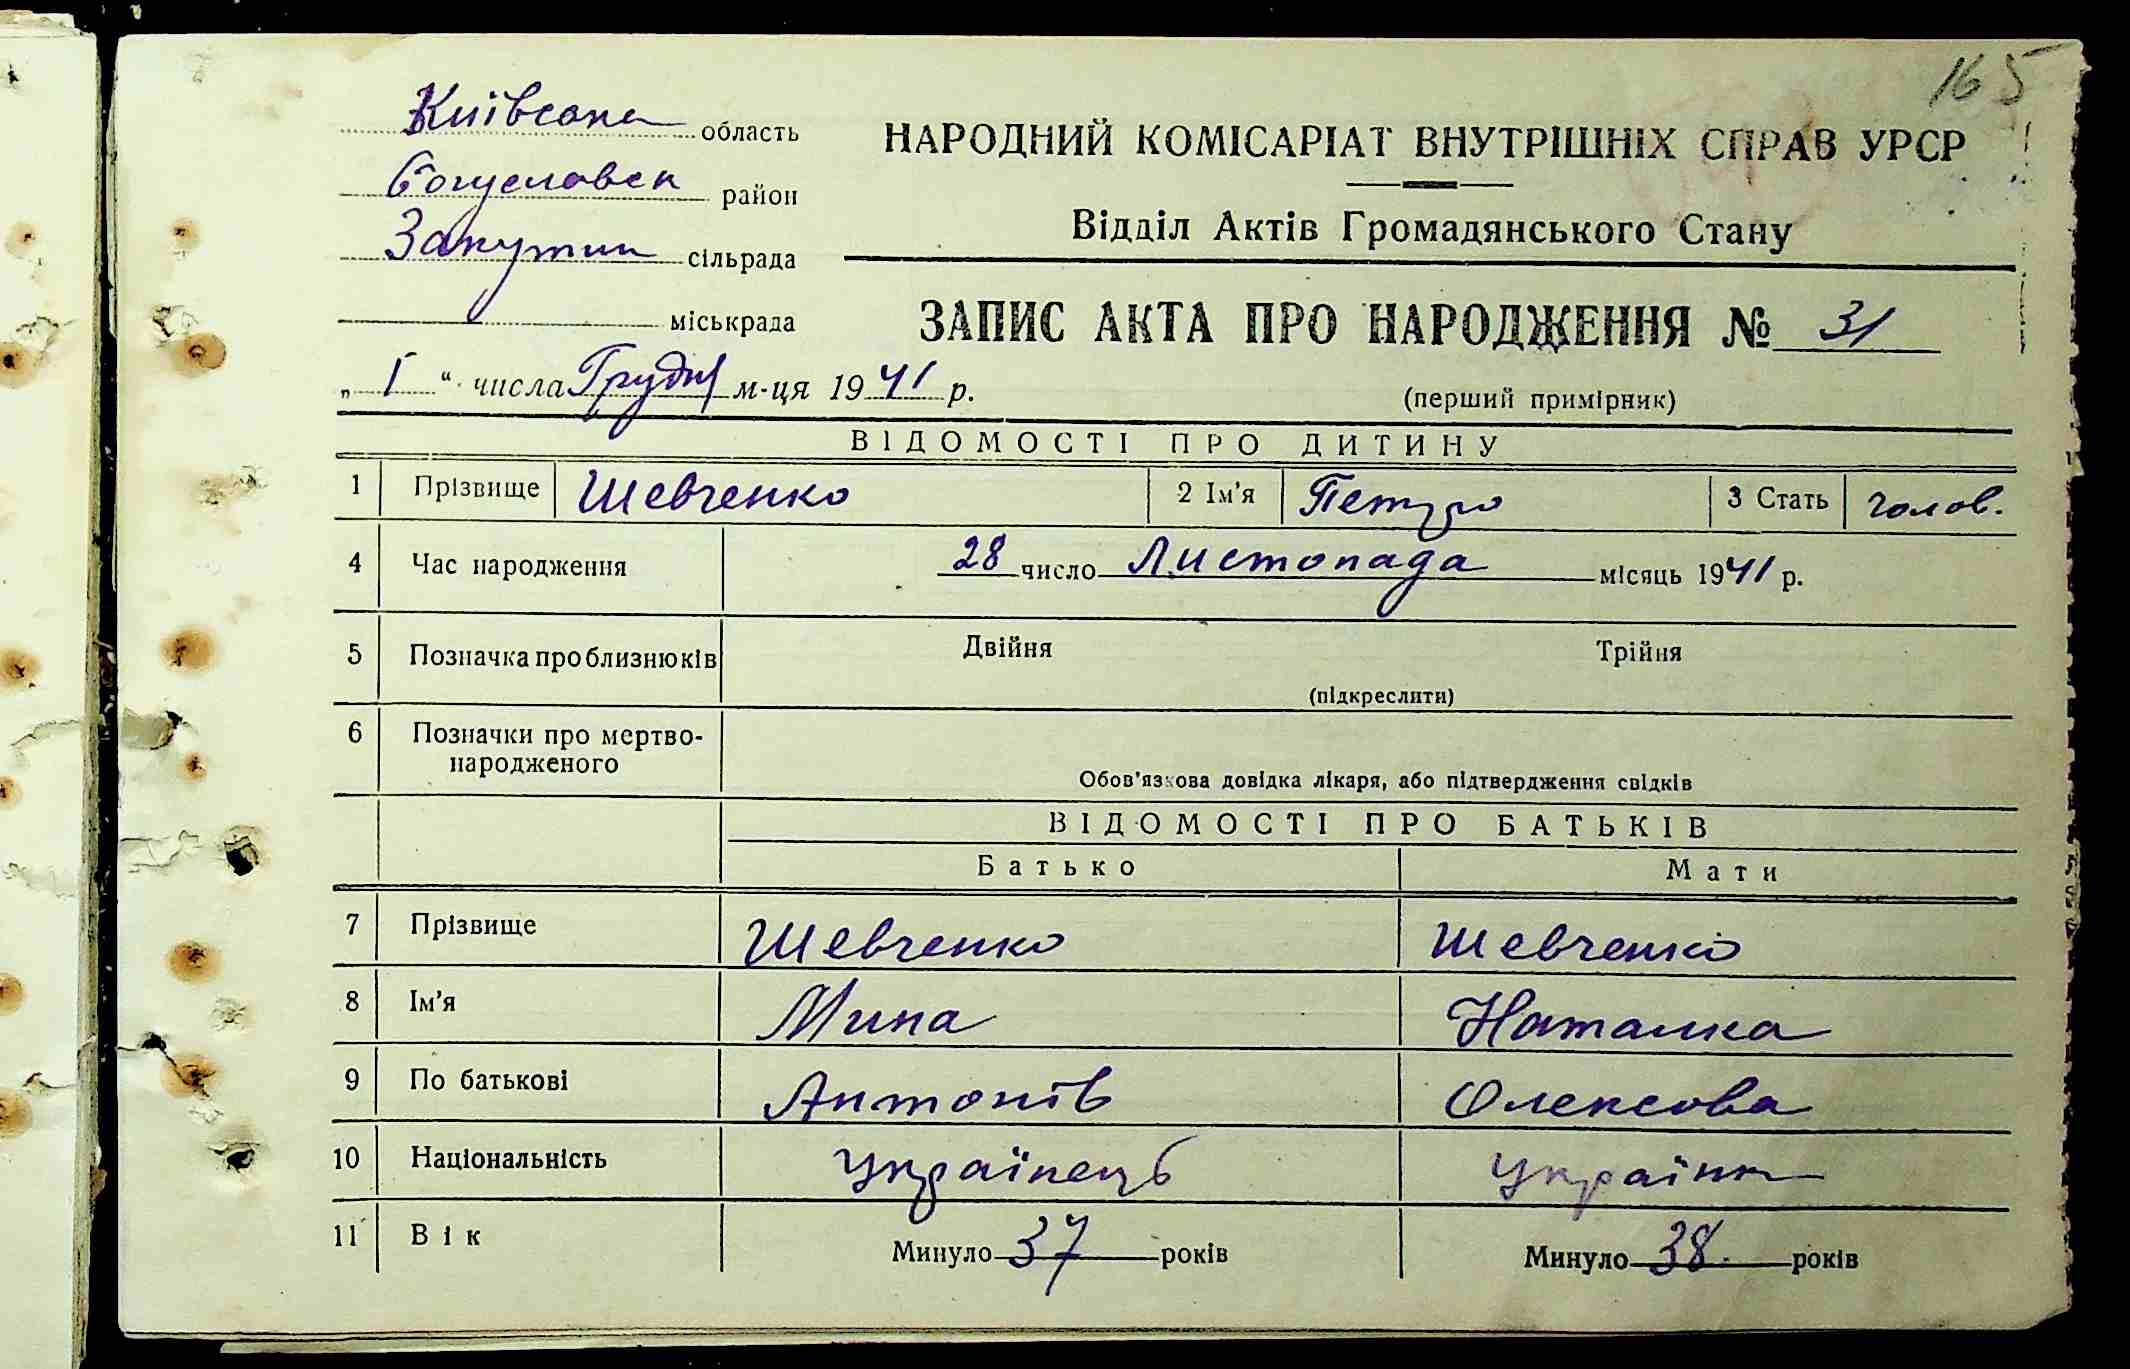 165
Київська область
Богуславськ район
Закутин сільрада
міськрада
„ 1 “ числа Грудня м-ця 1941 р.
НАРОДНИЙ КОМІСАРІАТ ВНУТРІШНІХ СПРАВ УРСР
Відділ Актів Громадянського Стану
ЗАПИС АКТА ПРО НАРОДЖЕННЯ № 31
(перший примірник)
ВІДОМОСТІ ПРО ДИТИНУ
1 Прізвище Шевченко 2 Ім'я Петро 3 Стать голов.
4 Час народження 28 число Листопада місяць 1941 р.
5 Позначка про близнюків Двійня Трійня
(підкреслити)
6 Позначки про мертво-
народженого
Обов'язкова довідка лікаря, або підтвердження свідків
ВІДОМОСТІ ПРО БАТЬКІВ
Батько Мати
7 Прізвище Шевченко Шевченко
8 Ім'я Мина Наталка
9 По батькові Антонів Олексова
10 Національність Українець Українк
11 Вік Минуло 37 років Минуло 38 років